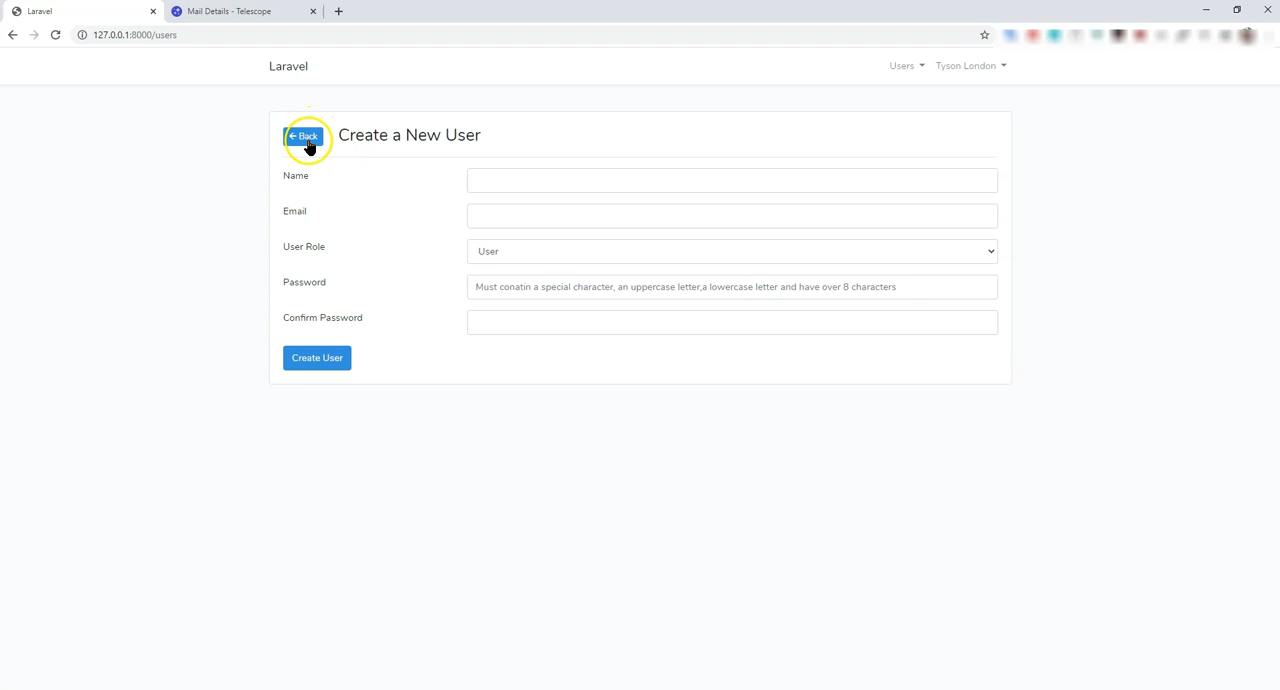 Laravel
Mail Details - Telescope
127.0.0.1:8000/users
Laravel
Users
Tyson London
Back
Create a New User
Name
Email
User Role
User
Password
Must conatin a special character, an uppercase letter,a lowercase letter and have over 8 characters
Confirm Password
Create User